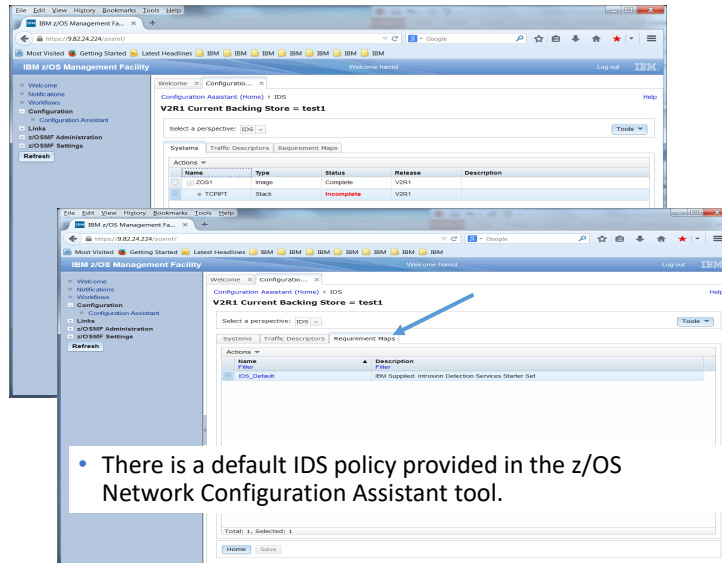 File Edit View History Bookmarks Tools Help
IBM z/OS Management Fa... × +
https://9.82.24.224/zosmf/
Google
Most Visited Getting Started Latest Headlines IBM IBM IBM IBM IBM IBM IBM
IBM z/OS Management Facility Welcome harrisl Log out IBM.
Welcome
Notifications
Workflows
Configuration
Configuration Assistant
Links
z/OSMF Administration
z/OSMF Settings
Refresh
Welcome × Configuratio... ×
Configuration Assistant (Home) IDS Help
V2R1 Current Backing Store = test1
Select a perspective: IDS Tools
Systems Traffic Descriptors Requirement Maps
Actions
Name Type Status Release Description
ZOS1 Image Complete V2R1
TCPIPT Stack Incomplete V2R1
File Edit View History Bookmarks Tools Help
IBM z/OS Management Fa... × +
https://9.82.24.224/zosmf/
Google
Most Visited Getting Started Latest Headlines IBM IBM IBM IBM IBM IBM IBM
IBM z/OS Management Facility Welcome harrisl Log out IBM
Welcome
Notifications
Workflows
Configuration
Configuration Assistant
Links
z/OSMF Administration
z/OSMF Settings
Refresh
Welcome × Configuratio... ×
Configuration Assistant (Home) IDS Help
V2R1 Current Backing Store = test1
Select a perspective: IDS Tools
Systems Traffic Descriptors Requirement Maps
Actions
Name Description
Filter Filter
IDS_Default IBM Supplied: Intrusion Detection Services Starter Set
• There is a default IDS policy provided in the z/OS
Network Configuration Assistant tool.
Total: 1, Selected: 1
Home Save